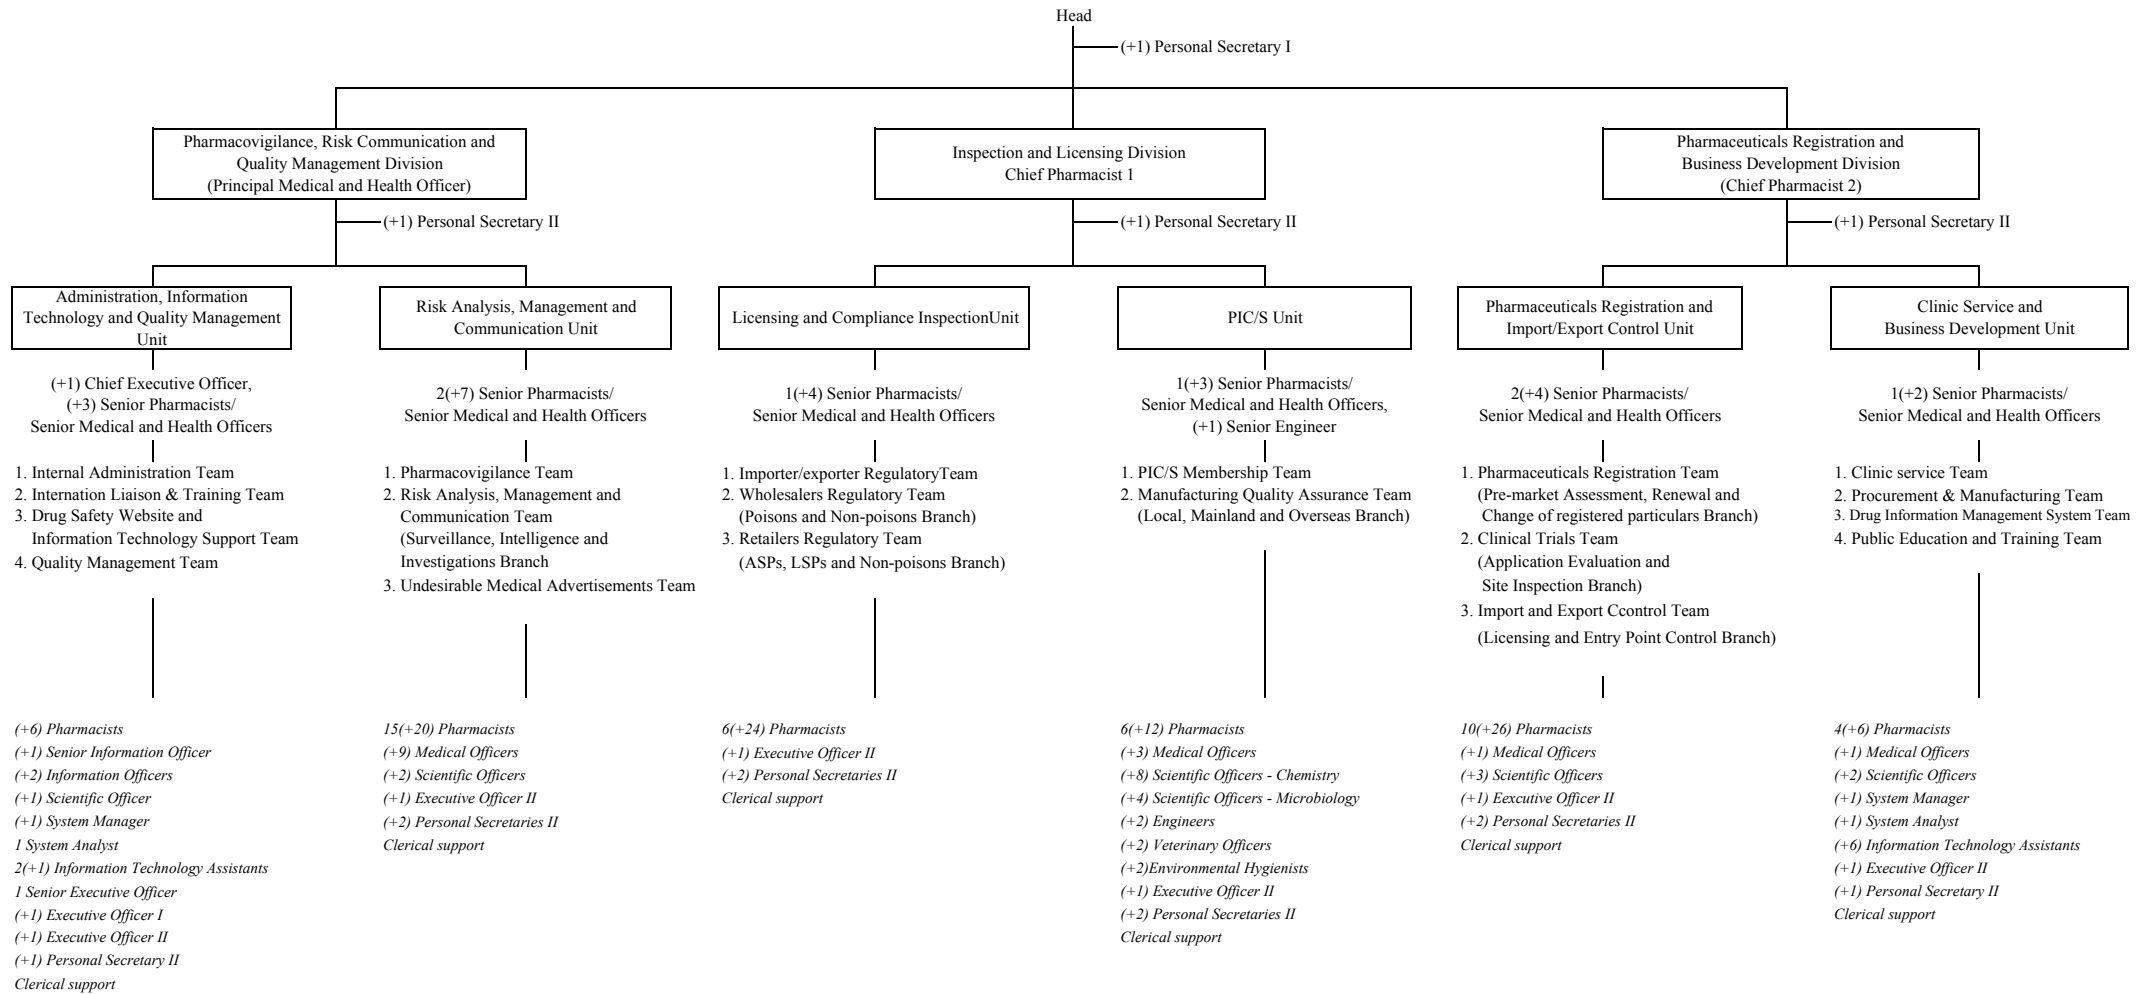 Head
(+1) Personal Secretary I
Pharmacovigilance, Risk Communication and
Quality Management Division
(Principal Medical and Health Officer)
(+1) Personal Secretary II
Inspection and Licensing Division
Chief Pharmacist 1
(+1) Personal Secretary II
Pharmaceuticals Registration and
Business Development Division
(Chief Pharmacist 2)
(+1) Personal Secretary II
Administration, Information
Technology and Quality Management
Unit
(+1) Chief Executive Officer,
(+3) Senior Pharmacists/
Senior Medical and Health Officers
1. Internal Administration Team
2. Internation Liaison & Training Team
3. Drug Safety Website and
Information Technology Support Team
4. Quality Management Team
(+6) Pharmacists
(+1) Senior Information Officer
(+2) Information Officers
(+1) Scientific Officer
(+1) System Manager
1 System Analyst
2(+1) Information Technology Assistants
1 Senior Executive Officer
(+1) Executive Officer I
(+1) Executive Officer II
(+1) Personal Secretary II
Clerical support
Risk Analysis, Management and
Communication Unit
2(+7) Senior Pharmacists/
Senior Medical and Health Officers
1. Pharmacovigilance Team
2. Risk Analysis, Management and
Communication Team
(Surveillance, Intelligence and
Investigations Branch
3. Undesirable Medical Advertisements Team
15(+20) Pharmacists
(+9) Medical Officers
(+2) Scientific Officers
(+1) Executive Officer II
(+2) Personal Secretaries II
Clerical support
Licensing and Compliance InspectionUnit
1(+4) Senior Pharmacists/
Senior Medical and Health Officers
1. Importer/exporter RegulatoryTeam
2. Wholesalers Regulatory Team
(Poisons and Non-poisons Branch)
3. Retailers Regulatory Team
(ASPs, LSPs and Non-poisons Branch)
6(+24) Pharmacists
(+1) Executive Officer II
(+2) Personal Secretaries II
Clerical support
PIC/S Unit
1(+3) Senior Pharmacists/
Senior Medical and Health Officers,
(+1) Senior Engineer
1. PIC/S Membership Team
2. Manufacturing Quality Assurance Team
(Local, Mainland and Overseas Branch)
6(+12) Pharmacists
(+3) Medical Officers
(+8) Scientific Officers - Chemistry
(+4) Scientific Officers - Microbiology
(+2) Engineers
(+2) Veterinary Officers
(+2)Environmental Hygienists
(+1) Executive Officer II
(+2) Personal Secretaries II
Clerical support
Pharmaceuticals Registration and
Import/Export Control Unit
2(+4) Senior Pharmacists/
Senior Medical and Health Officers
1. Pharmaceuticals Registration Team
(Pre-market Assessment, Renewal and
Change of registered particulars Branch)
2. Clinical Trials Team
(Application Evaluation and
Site Inspection Branch)
3. Import and Export Ccontrol Team
(Licensing and Entry Point Control Branch)
10(+26) Pharmacists
(+1) Medical Officers
(+3) Scientific Officers
(+1) Eexcutive Officer II
(+2) Personal Secretaries II
Clerical support
Clinic Service and
Business Development Unit
1(+2) Senior Pharmacists/
Senior Medical and Health Officers
1. Clinic service Team
2. Procurement & Manufacturing Team
3. Drug Information Management System Team
4. Public Education and Training Team
4(+6) Pharmacists
(+1) Medical Officers
(+2) Scientific Officers
(+1) System Manager
(+1) System Analyst
(+6) Information Technology Assistants
(+1) Executive Officer II
(+1) Personal Secretary II
Clerical support